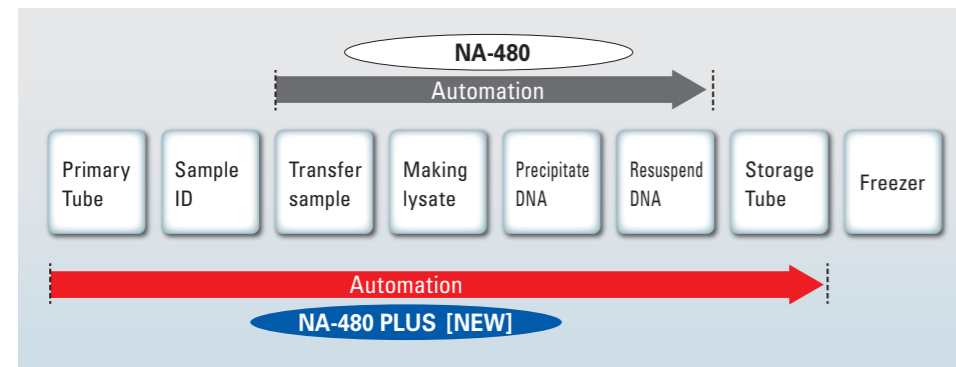 NA-480
Automation
Primary
Tube
Sample
ID
Transfer
sample
Making
lysate
Precipitate
DNA
Resuspend
DNA
Storage
Tube
Freezer
Automation
NA-480 PLUS [NEW]